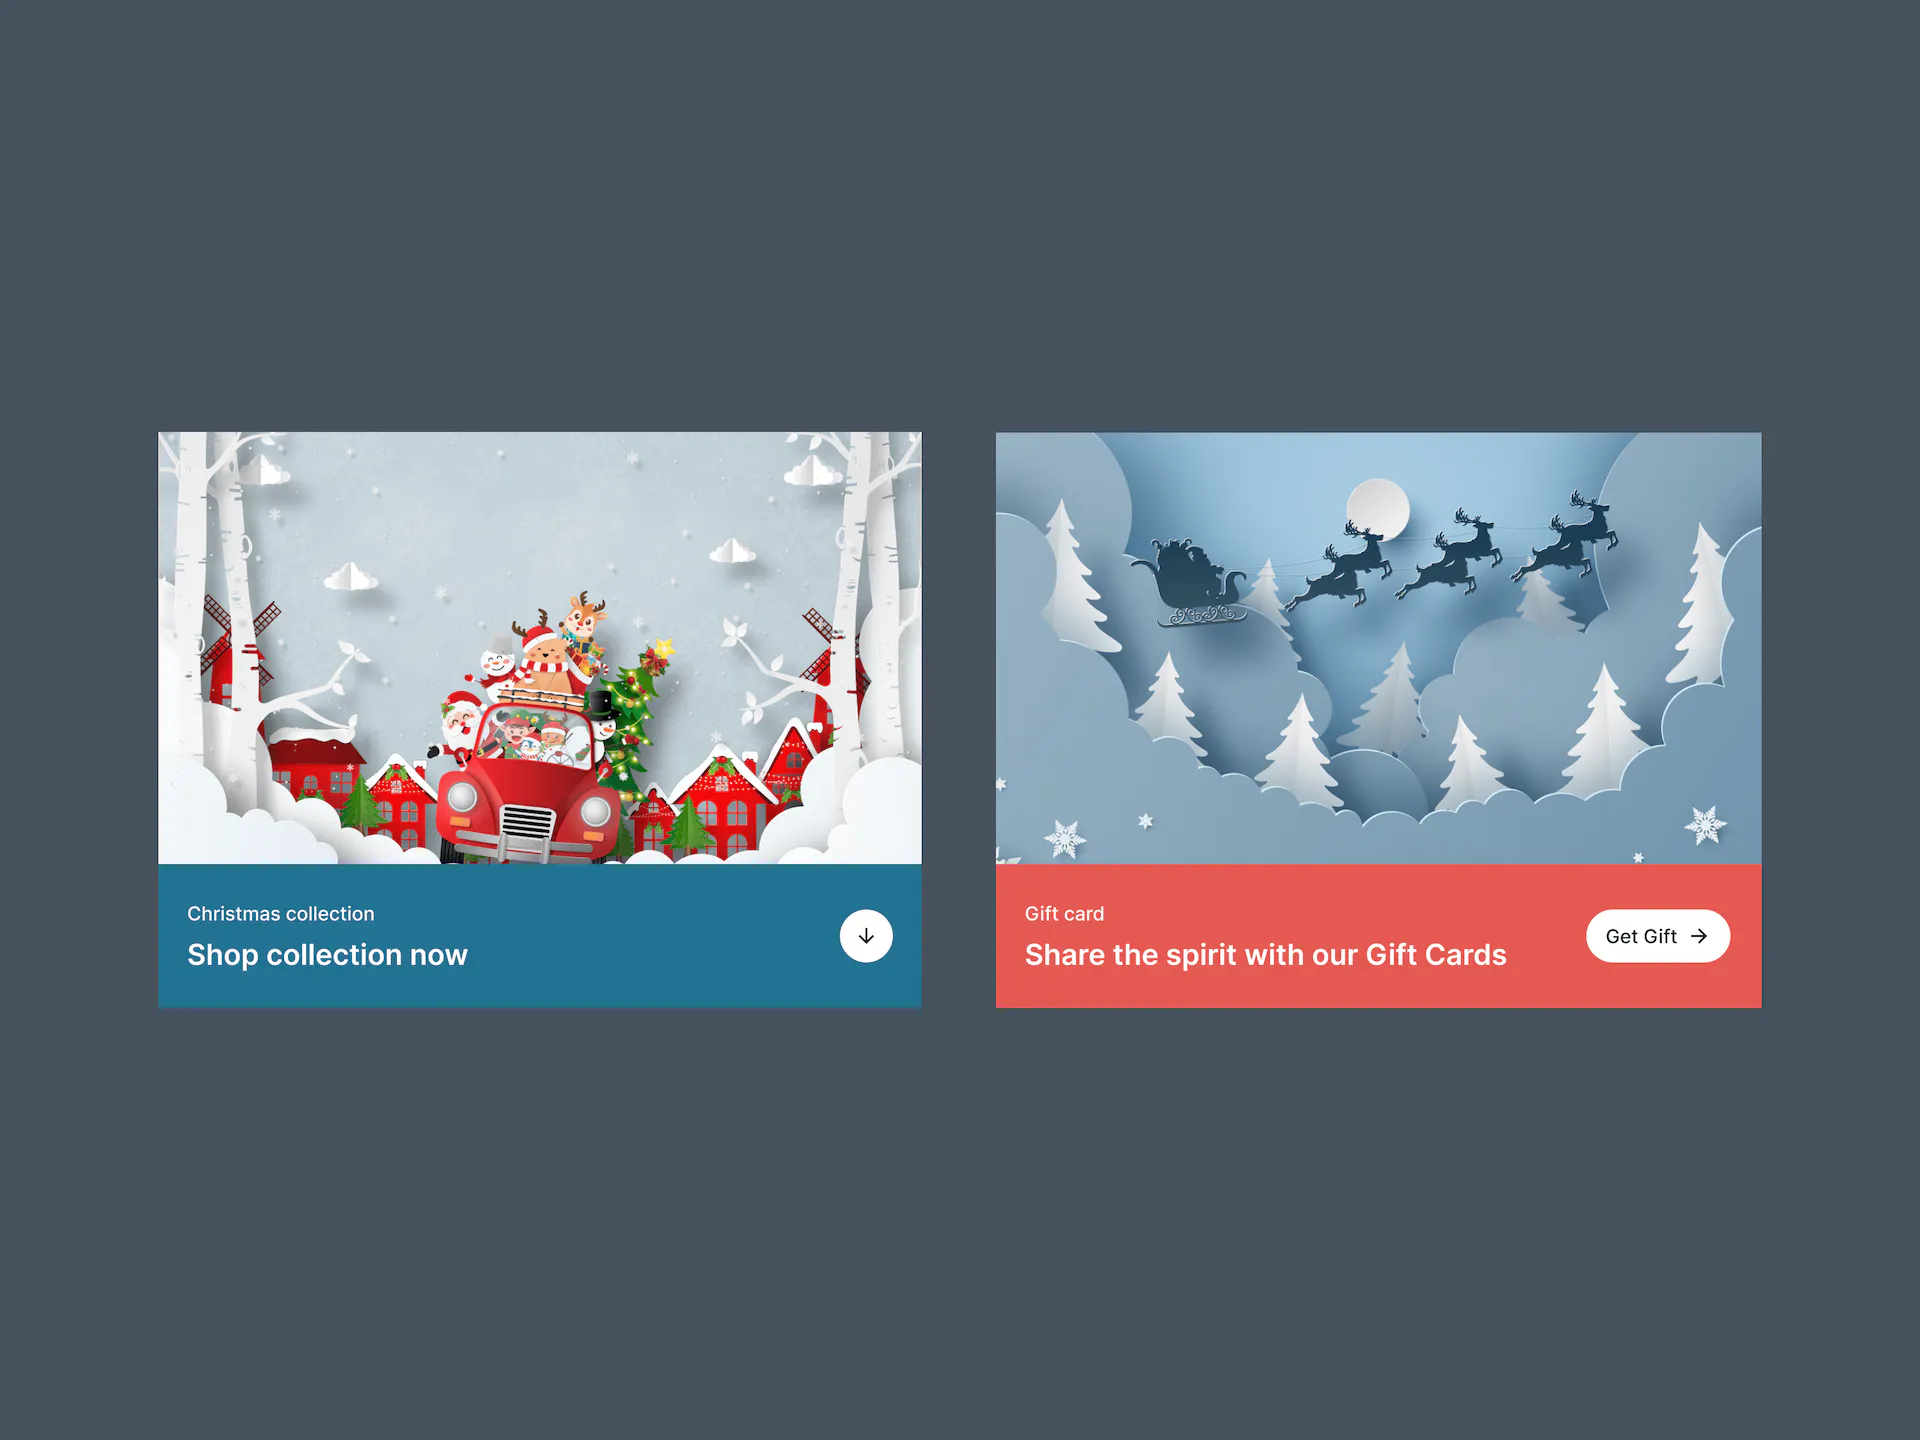 Christmas collection
Shop collection now
Gift card
Share the spirit with our Gift Cards
Get Gift